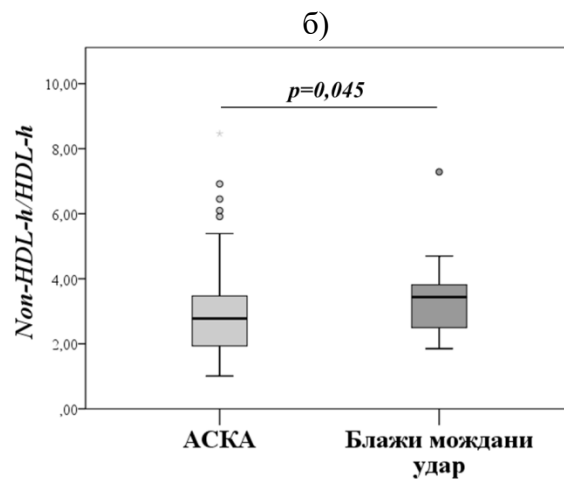 б)
10,00
p=0,045
8,00
6,00
4,00
2,00
,00
Non-HDL-h/HDL-h
АСКА
Блажи мождани
удар